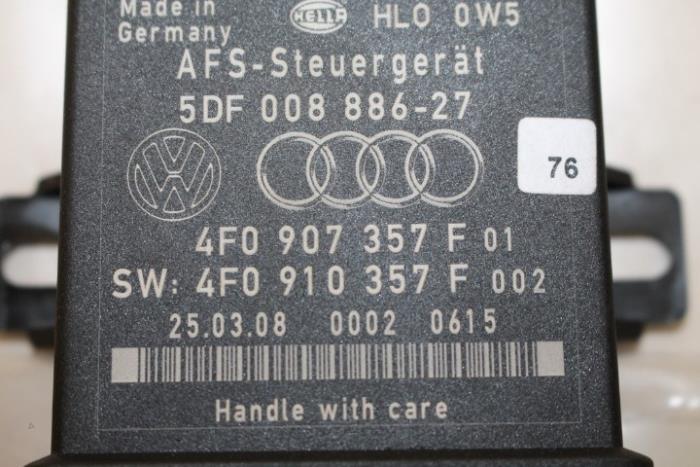 Made in
Germany
HELLA HLO 0W5
AFS-Steuergerät
5DF 008 886-27
76
4F0 907 357 F 01
SW: 4F0 910 357 F 002
25.03.08 0002 0615
Handle with care